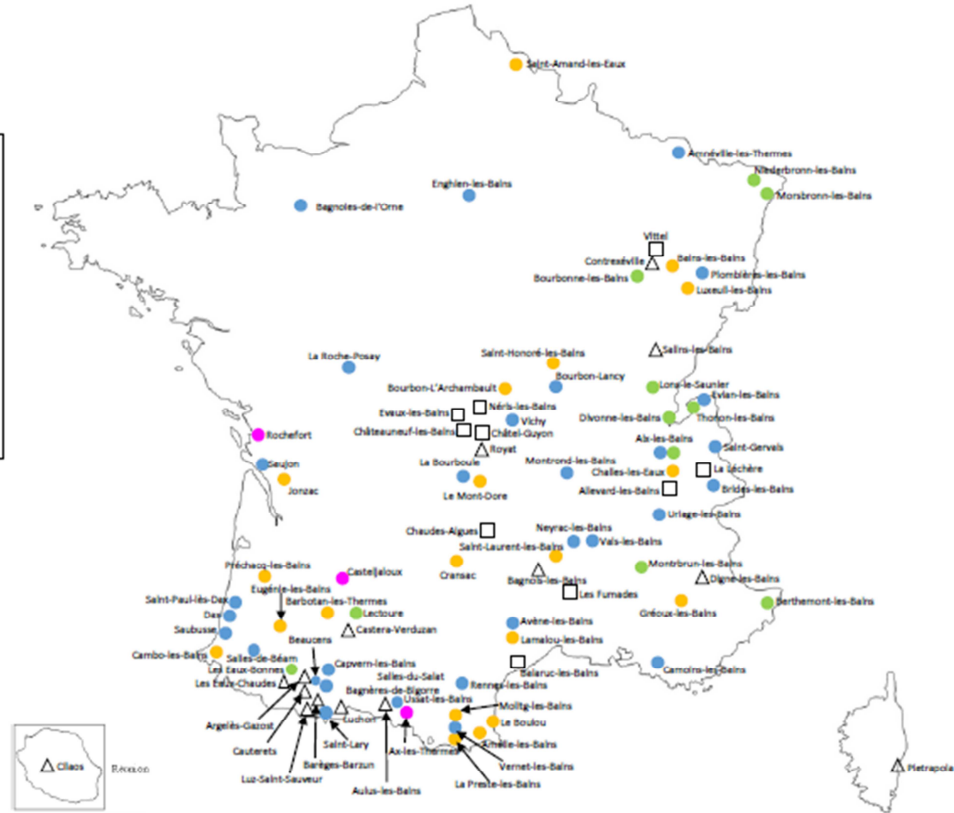 Saint-Amand-les-Eaux
Amnéville-les-Thermes
Niederbronn-les-Bains
Enghien-les-Bains
Morsbronn-les-Bains
Bagnoles-de-l'Orne
Vittel
Contrexéville
Bains-les-Bains
Bourbonne-les-Bains
Plombières-les-Bains
Luxeuil-les-Bains
Salins-les-Bains
La Roche-Posay
Saint-Honoré-les-Bains
Bourbon-Lancy
Bourbon-L'Archambault
Lons-le-Saunier
Evian-les-Bains
Néris-les-Bains
Evaux-les-Bains
Vichy
Divonne-les-Bains
Thonon-les-Bains
Châteauneuf-les-Bains
Châtel-Guyon
Rochefort
Aix-les-Bains
Royat
Saint-Gervais
Saujon
La Bourboule
Montrond-les-Bains
Challes-les-Eaux
La Léchère
Jonzac
Le Mont-Dore
Allevard-les-Bains
Brides-les-Bains
Uriage-les-Bains
Chaudes-Aigues
Neyrac-les-Bains
Vals-les-Bains
Saint-Laurent-les-Bains
Préchacq-les-Bains
Casteljaloux
Cransac
Montbrun-les-Bains
Bagnols-les-Bains
Digne-les-Bains
Eugénie-les-Bains
Les Fumades
Saint-Paul-lès-Dax
Barbotan-les-Thermes
Berthemont-les-Bains
Dax
Lectoure
Gréoux-les-Bains
Saubusse
Castera-Verduzan
Avène-les-Bains
Beaucens
Lamalou-les-Bains
Cambo-les-Bains
Salles-de-Béarn
Capvern-les-Bains
Camoins-les-Bains
Les Eaux-Bonnes
Salles-du-Salat
Balaruc-les-Bains
Les Eaux-Chaudes
Bagnères-de-Bigorre
Rennes-les-Bains
Ussat-les-Bains
Molitg-les-Bains
Argelès-Gazost
Luchon
Le Boulou
Cauterets
Saint-Lary
Ax-les-Thermes
Amélie-les-Bains
Barèges-Barzun
Vernet-les-Bains
Luz-Saint-Sauveur
La Preste-les-Bains
Aulus-les-Bains
Cilaos
Réunion
Pietrapola